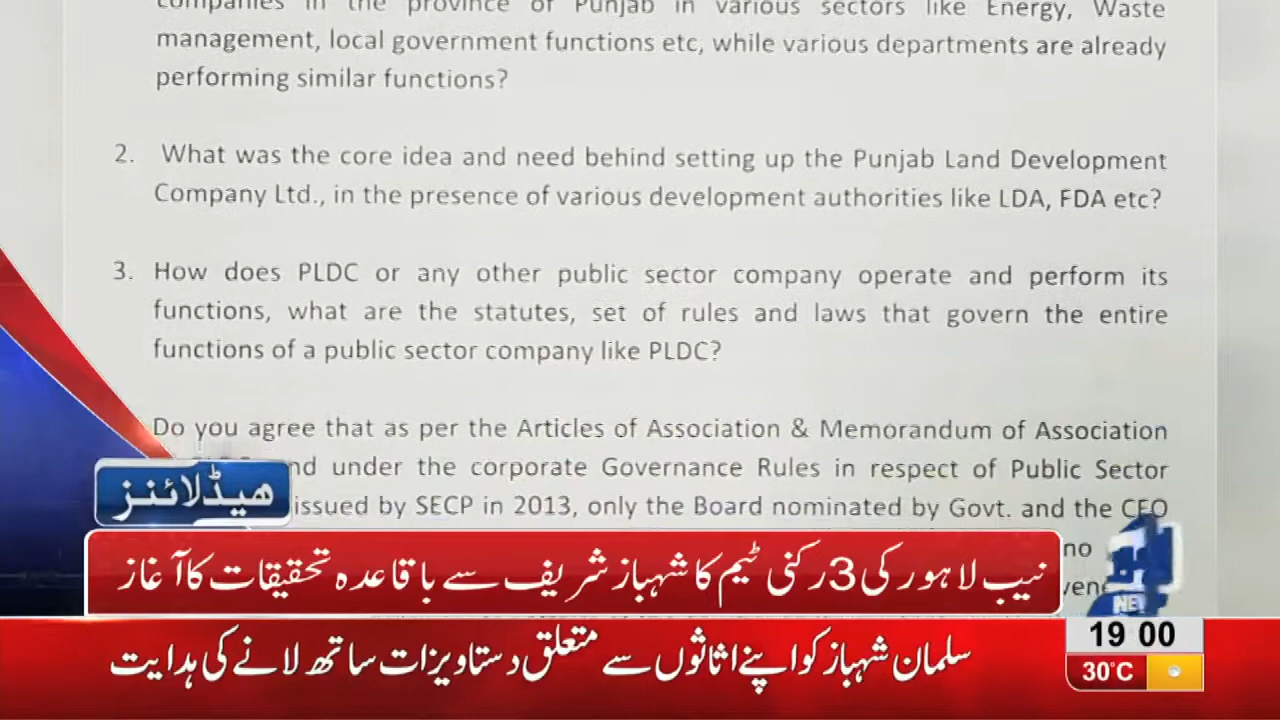 companies in the province of Punjab in various sectors like Energy, Waste
management, local government functions etc, while various departments are already
performing similar functions?
2. What was the core idea and need behind setting up the Punjab Land Development
Company Ltd., in the presence of various development authorities like LDA, FDA etc?
3. How does PLDC or any other public sector company operate and perform its
functions, what are the statutes, set of rules and laws that govern the entire
functions of a public sector company like PLDC?
Do you agree that as per the Articles of Association & Memorandum of Association
nd under the corporate Governance Rules in respect of Public Sector
issued by SECP in 2013, only the Board nominated by Govt. and the CEO
no
ھیڈلائنز
نیب لاہور کی 3 رکنی ٹیم کا شہباز شریف سے باقاعدہ تحقیقات کا آغاز
سلمان شہباز کو اپنے اثاثوں سے متعلق دستاویزات ساتھ لانے کی ہدایت
NE
19 00
30°C